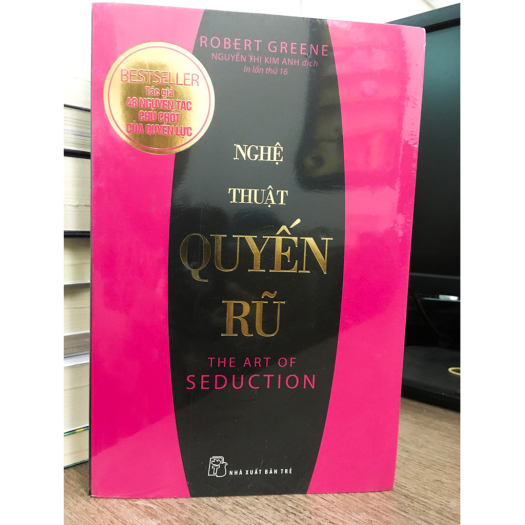 ROBERT GREENE
NGUYỄN THỊ KIM ANH dịch
In lần thứ 16
BESTSELLER
Tác giả
48 NGUYÊN TẮC
CHỦ CHỐT
CỦA QUYỀN LỰC
NGHỆ
THUẬT
QUYẾN
RŨ
THE ART OF
SEDUCTION
NHÀ XUẤT BẢN TRẺ